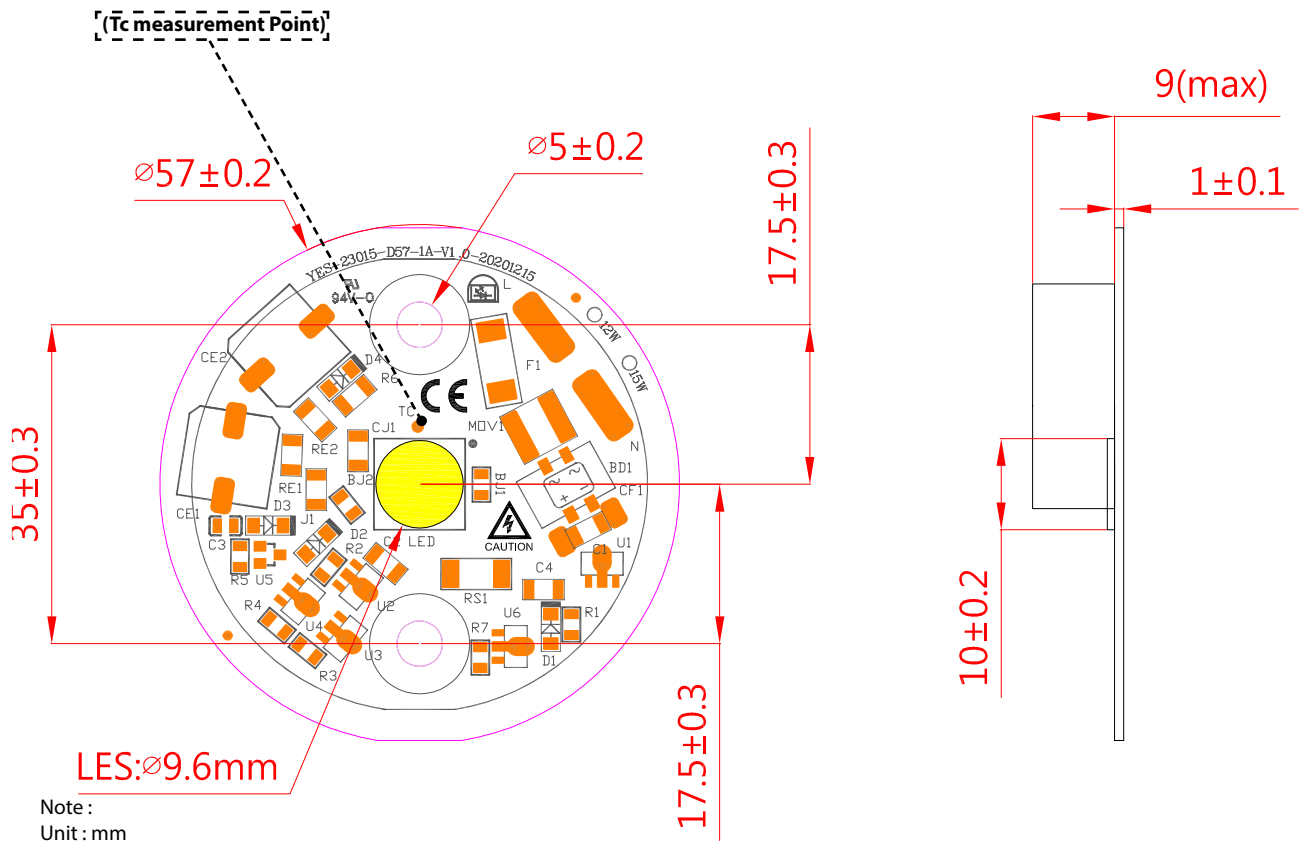 (Tc measurement Point)
9(max)
1±0.1
∅57±0.2
∅5±0.2
17.5±0.3
YES-23015-D57-1A-V1.0-20201215
94V-0
L
12W
15W
CE2
D4
R6
F1
CE
TC
CJ1
MOV1
N
RE2
BJ2
BJ1
BD1
CF1
RE1
CE1
D3
J1
D2
35±0.3
C3
R5
U5
R2
C2
LED
CAUTION
C1
U1
R4
U4
U2
RS1
C4
U3
R3
R7
U6
D1
R1
10±0.2
17.5±0.3
LES:∅9.6mm
Note :
Unit : mm